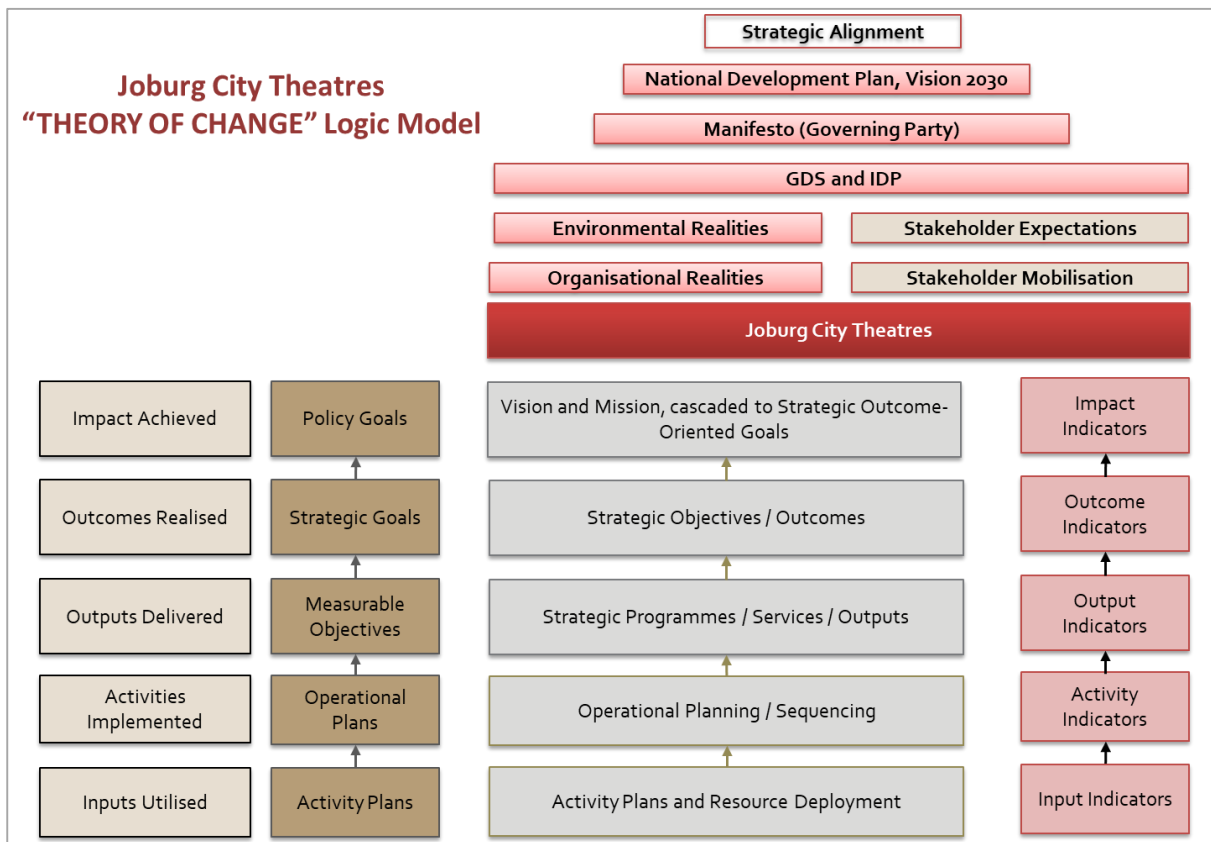 Strategic Alignment
Joburg City Theatres
“THEORY OF CHANGE” Logic Model
National Development Plan, Vision 2030
Manifesto (Governing Party)
GDS and IDP
Environmental Realities
Stakeholder Expectations
Organisational Realities
Stakeholder Mobilisation
Joburg City Theatres
Impact Achieved
Policy Goals
Vision and Mission, cascaded to Strategic Outcome-
Oriented Goals
Impact
Indicators
Outcomes Realised
Strategic Goals
Strategic Objectives / Outcomes
Outcome
Indicators
Outputs Delivered
Measurable
Objectives
Strategic Programmes / Services / Outputs
Output
Indicators
Activities
Implemented
Operational
Plans
Operational Planning / Sequencing
Activity
Indicators
Inputs Utilised
Activity Plans
Activity Plans and Resource Deployment
Input Indicators